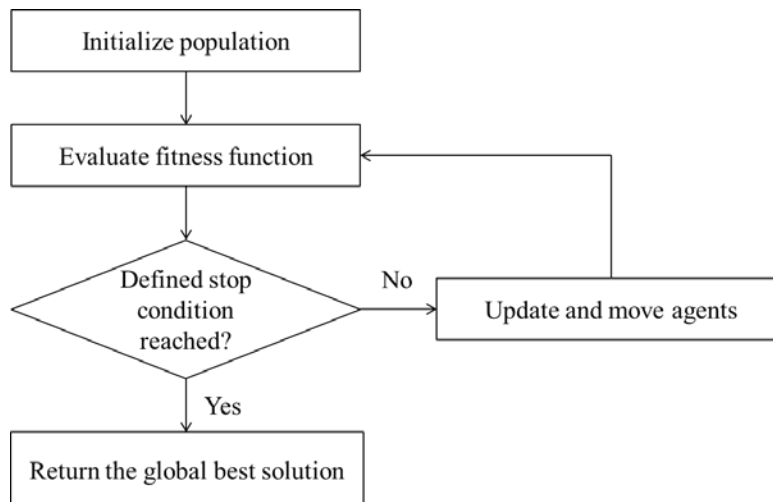 Initialize population
Evaluate fitness function
Defined stop
condition
reached?
No
Update and move agents
Yes
Return the global best solution